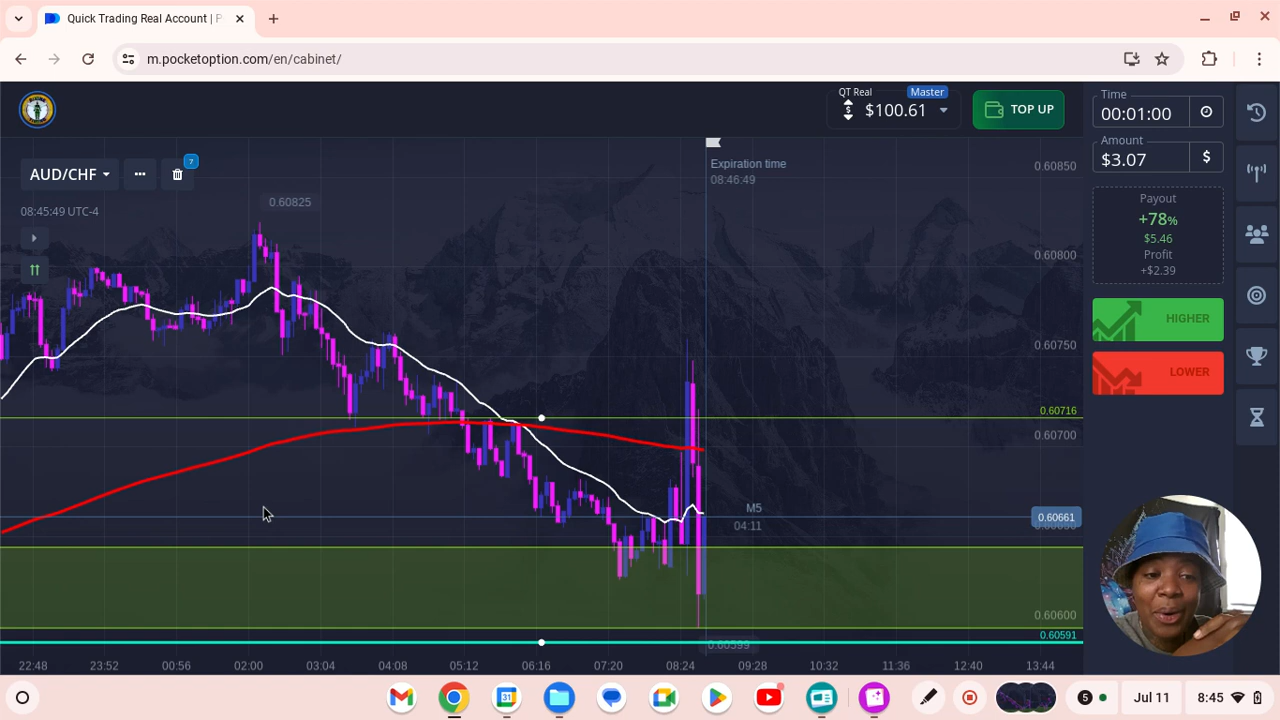 Quick Trading Real Account | P
m.pocketoption.com/en/cabinet/
QT Real
Master
$100.61
TOP UP
Time
00:01:00
Amount
$3.07
$
Payout
+78%
$5.46
Profit
+$2.39
HIGHER
LOWER
AUD/CHF
7
08:45:49 UTC-4
Expiration time
08:46:49
0.60825
M5
04:11
0.60850
0.60800
0.60750
0.60716
0.60700
0.60661
0.60600
0.60591
0.60599
22:48
23:52
00:56
02:00
03:04
04:08
05:12
06:16
07:20
08:24
09:28
10:32
11:36
12:40
13:44
31
5
Jul 11
8:45